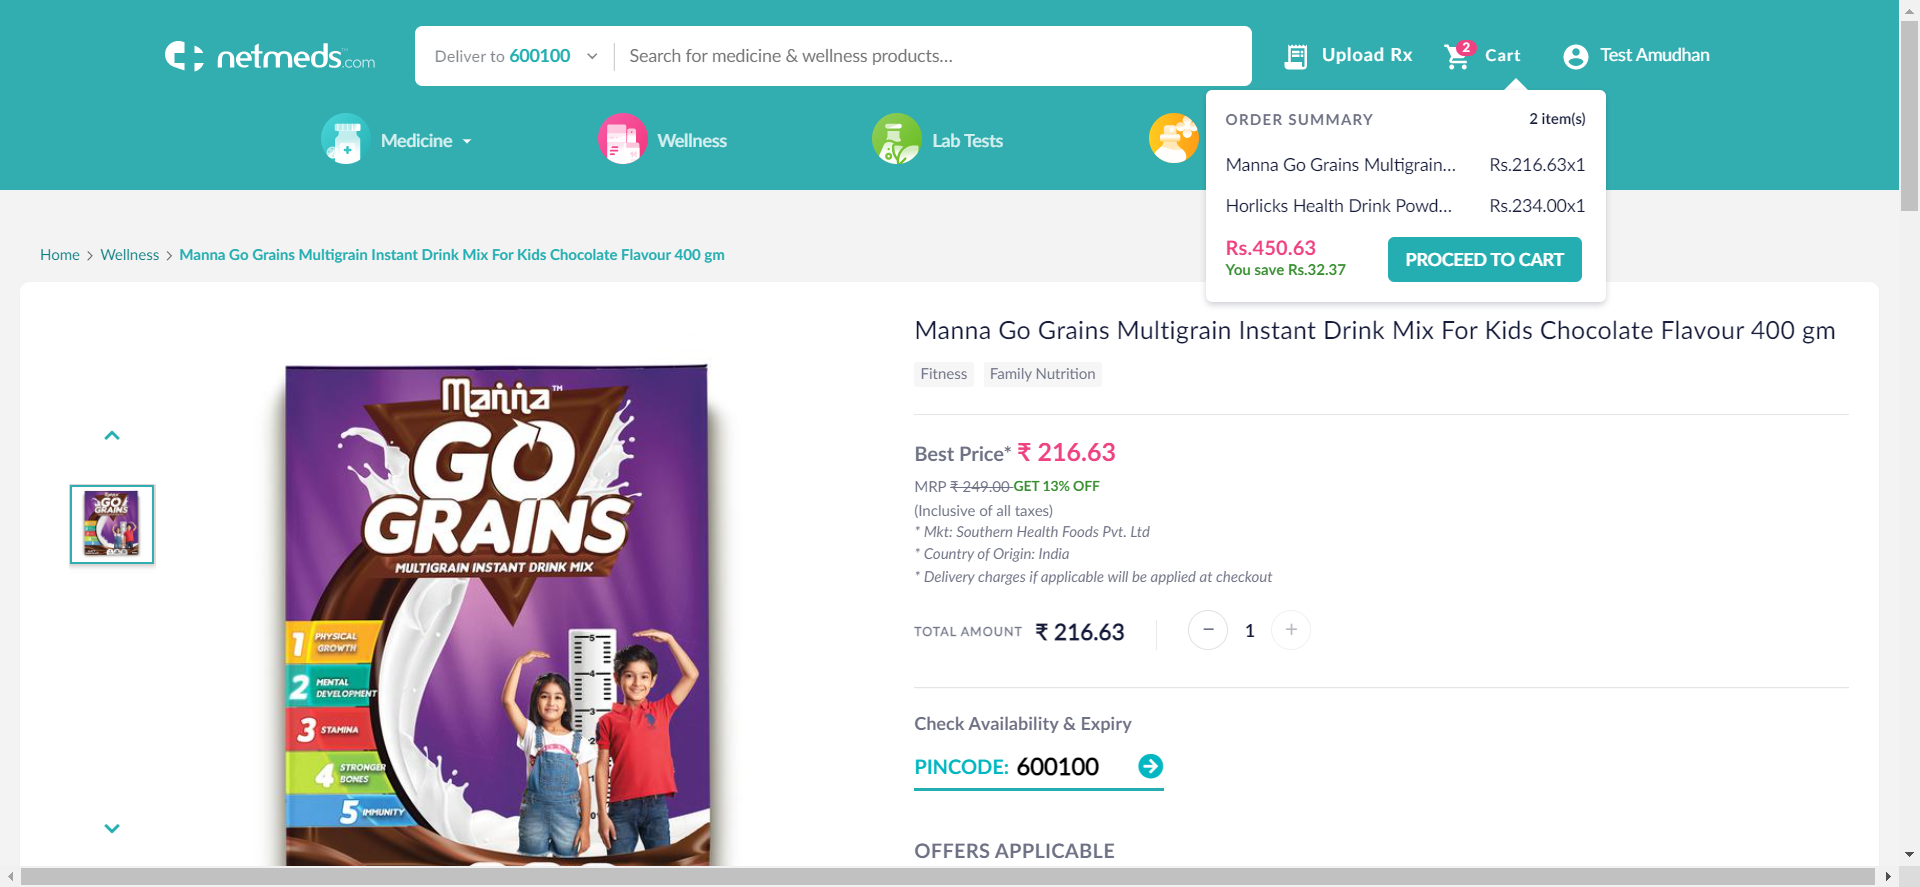 netmeds.com
Deliver to 600100
Search for medicine & wellness products...
Upload Rx
2
Cart
Test Amudhan
Medicine
Wellness
Lab Tests
ORDER SUMMARY 2 item(s)
Manna Go Grains Multigrain... Rs.216.63x1
Horlicks Health Drink Powd... Rs.234.00x1
Rs.450.63
You save Rs.32.37
PROCEED TO CART
Home > Wellness > Manna Go Grains Multigrain Instant Drink Mix For Kids Chocolate Flavour 400 gm
Manna™
GO
GRAINS
MULTIGRAIN INSTANT DRINK MIX
1 PHYSICAL
GROWTH
2 MENTAL
DEVELOPMENT
3 STAMINA
4 STRONGER
BONES
5 IMMUNITY
5
4
3
2
Manna Go Grains Multigrain Instant Drink Mix For Kids Chocolate Flavour 400 gm
Fitness
Family Nutrition
Best Price* ₹ 216.63
MRP ₹ 249.00 GET 13% OFF
(Inclusive of all taxes)
* Mkt: Southern Health Foods Pvt. Ltd
* Country of Origin: India
* Delivery charges if applicable will be applied at checkout
TOTAL AMOUNT ₹ 216.63
− 1 +
Check Availability & Expiry
PINCODE: 600100
OFFERS APPLICABLE